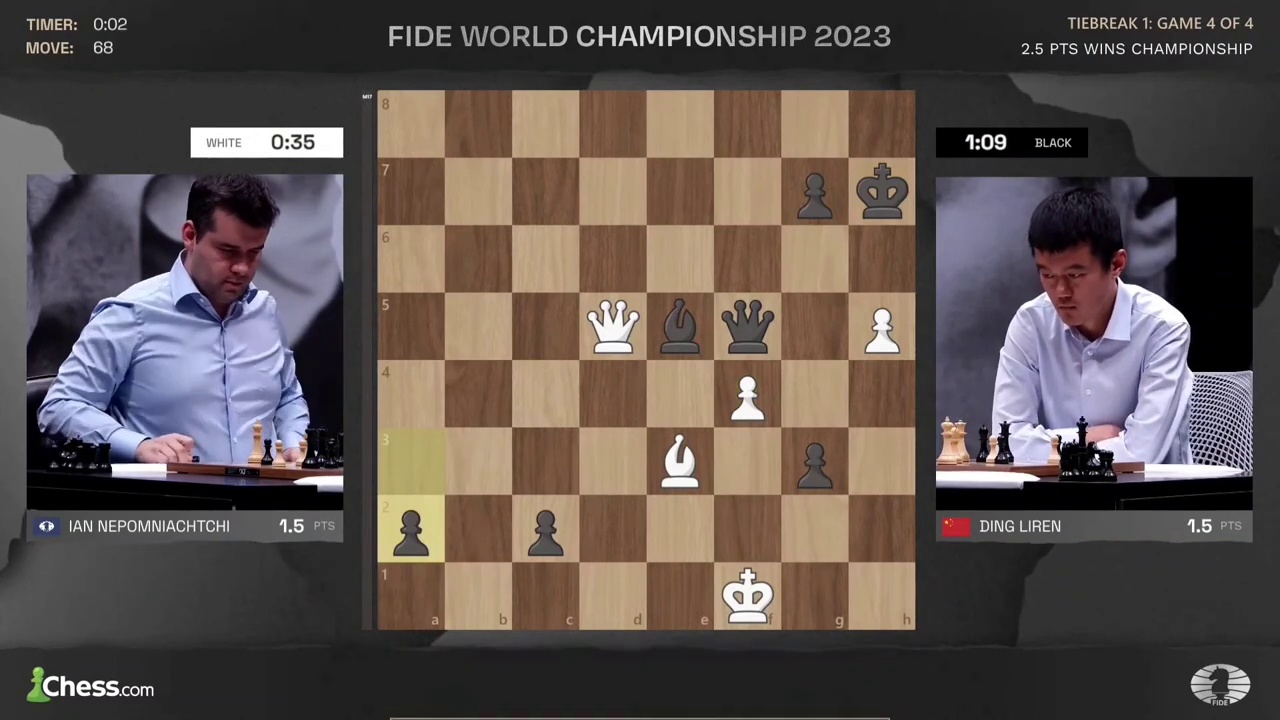 TIMER: 0:02
MOVE: 68
FIDE WORLD CHAMPIONSHIP 2023
TIEBREAK 1: GAME 4 OF 4
2.5 PTS WINS CHAMPIONSHIP
WHITE 0:35
1:09 BLACK
8
7
6
5
4
3
2
1
a b c d e f g h
IAN NEPOMNIACHTCHI 1.5 PTS
DING LIREN 1.5 PTS
Chess.com
FIDE